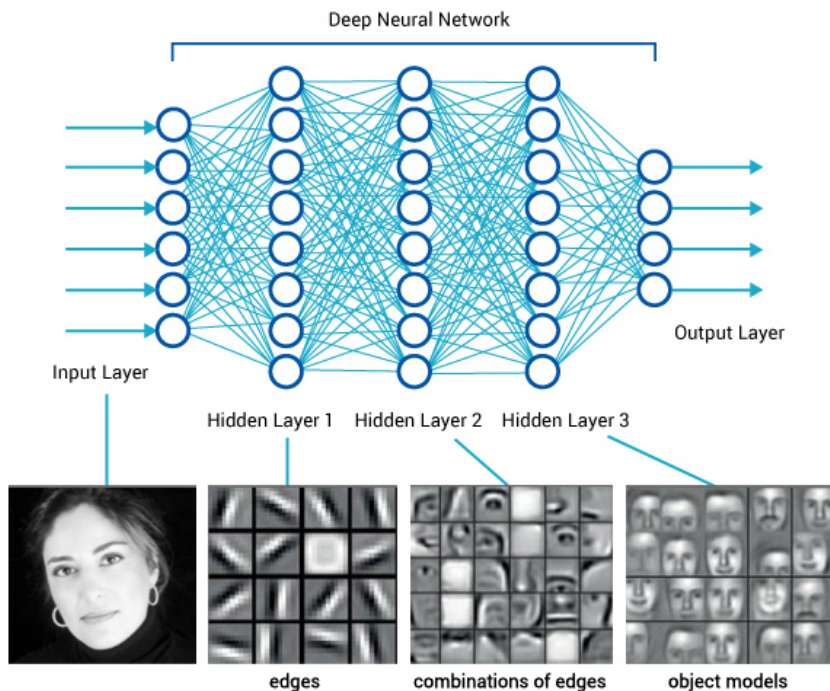 Deep Neural Network
Input Layer
Output Layer
Hidden Layer 1
Hidden Layer 2
Hidden Layer 3
edges
combinations of edges
object models